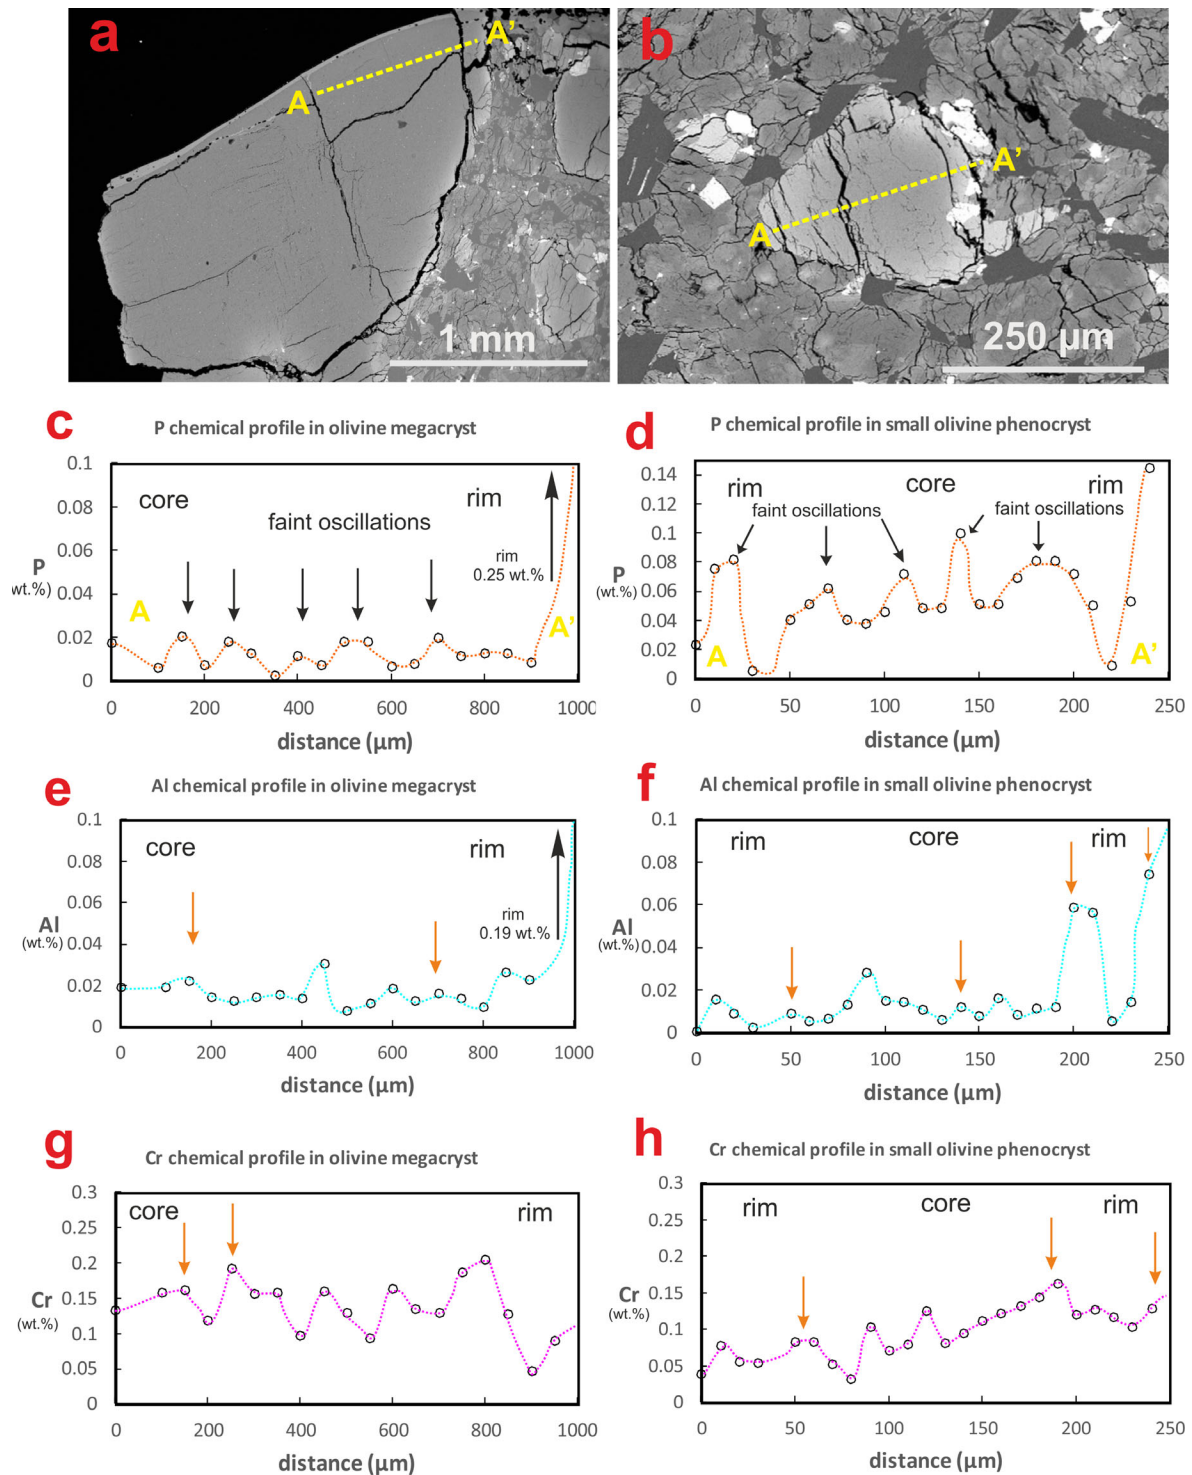 a
A
A'
1 mm
b
A
A'
250 µm
c
P chemical profile in olivine megacryst
0.1
0.08
0.06
0.04
0.02
0
P
(wt.%)
core
rim
faint oscillations
rim
0.25 wt.%
A
A'
0 200 400 600 800 1000
distance (µm)
d
P chemical profile in small olivine phenocryst
0.14
0.12
0.1
0.08
0.06
0.04
0.02
0
P
(wt.%)
rim
core
rim
faint oscillations
faint oscillations
A
A'
0 50 100 150 200 250
distance (µm)
e
Al chemical profile in olivine megacryst
0.1
0.08
0.06
0.04
0.02
0
Al
(wt.%)
core
rim
rim
0.19 wt.%
0 200 400 600 800 1000
distance (µm)
f
Al chemical profile in small olivine phenocryst
0.1
0.08
0.06
0.04
0.02
0
Al
(wt.%)
rim
core
rim
0 50 100 150 200 250
distance (µm)
g
Cr chemical profile in olivine megacryst
0.3
0.25
0.2
0.15
0.1
0.05
0
Cr
(wt.%)
core
rim
0 200 400 600 800 1000
distance (µm)
h
Cr chemical profile in small olivine phenocryst
0.3
0.25
0.2
0.15
0.1
0.05
0
Cr
(wt.%)
rim
core
rim
0 50 100 150 200 250
distance (µm)